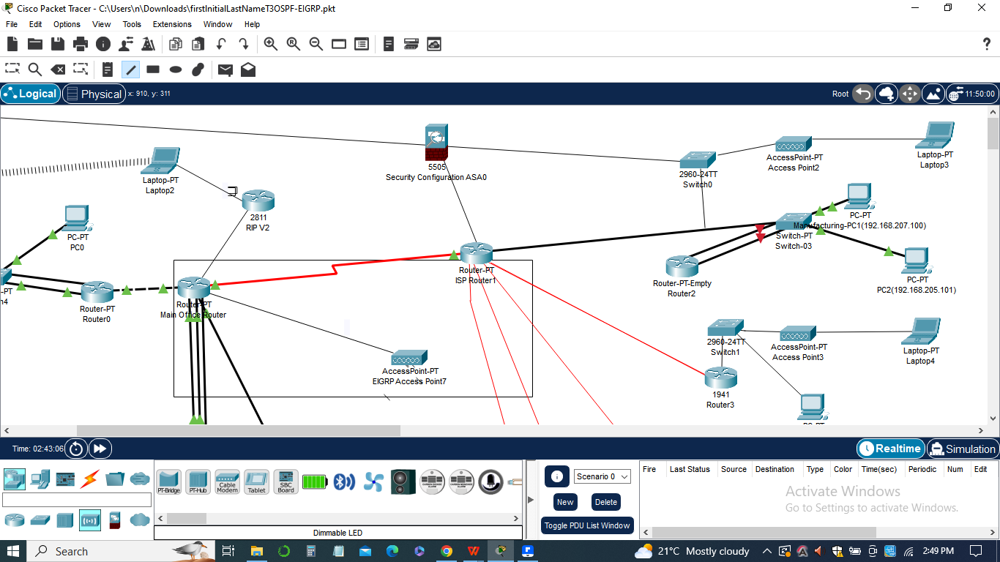 Cisco Packet Tracer - C:\Users\n\Downloads\firstInitialLastNameT3OSPF-EIGRP.pkt
File Edit Options View Tools Extensions Window Help
?
Logical Physical x: 910, y: 311
Root 11:50:00
5505
Security Configuration ASA0
2960-24TT
Switch0
AccessPoint-PT
Access Point2
Laptop-PT
Laptop3
Laptop-PT
Laptop2
2811
RIP V2
PC-PT
PC0
PC-PT
Manufacturing-PC1(192.168.207.100)
Switch-PT
Switch-03
Router-PT
ISP Router1
Router-PT-Empty
Router2
PC-PT
PC2(192.168.205.101)
-PT
n4
Router-PT
Router0
Router-PT
Main Office Router
2960-24TT
Switch1
AccessPoint-PT
Access Point3
Laptop-PT
Laptop4
AccessPoint-PT
EIGRP Access Point7
1941
Router3
PC-PT
Time: 02:43:06
Realtime Simulation
PT-Bridge PT-Hub Cable Modem Tablet SBC Board
Dimmable LED
Scenario 0
New Delete
Toggle PDU List Window
Fire Last Status Source Destination Type Color Time(sec) Periodic Num Edit
Activate Windows
Go to Settings to activate Windows.
Search
21°C Mostly cloudy
2:49 PM